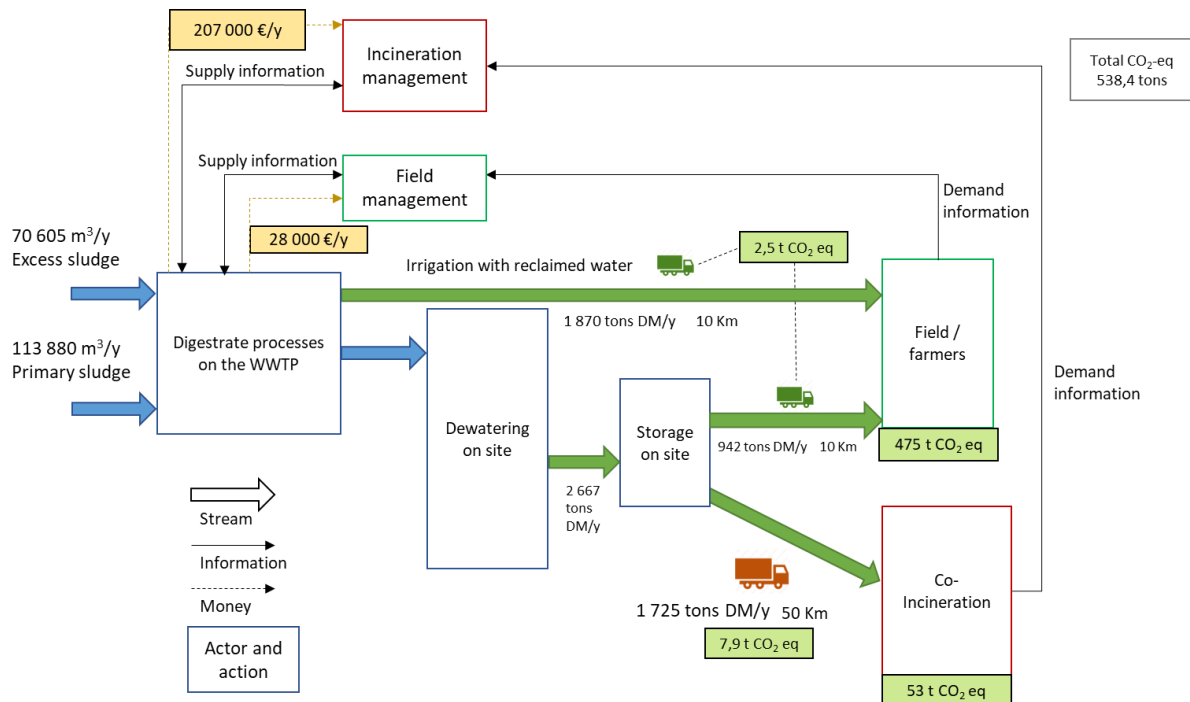 207 000 €/y
Incineration
management
Supply information
Total CO₂-eq
538,4 tons
Supply information
Field
management
Demand
information
28 000 €/y
2,5 t CO₂ eq
70 605 m³/y
Excess sludge
Irrigation with reclaimed water
1 870 tons DM/y 10 Km
Digestrate processes
on the WWTP
Field /
farmers
113 880 m³/y
Primary sludge
Demand
information
Dewatering
on site
Storage
on site
942 tons DM/y 10 Km
475 t CO₂ eq
2 667
tons
DM/y
Stream
Information
Money
Actor and
action
Co-
Incineration
1 725 tons DM/y 50 Km
7,9 t CO₂ eq
53 t CO₂ eq